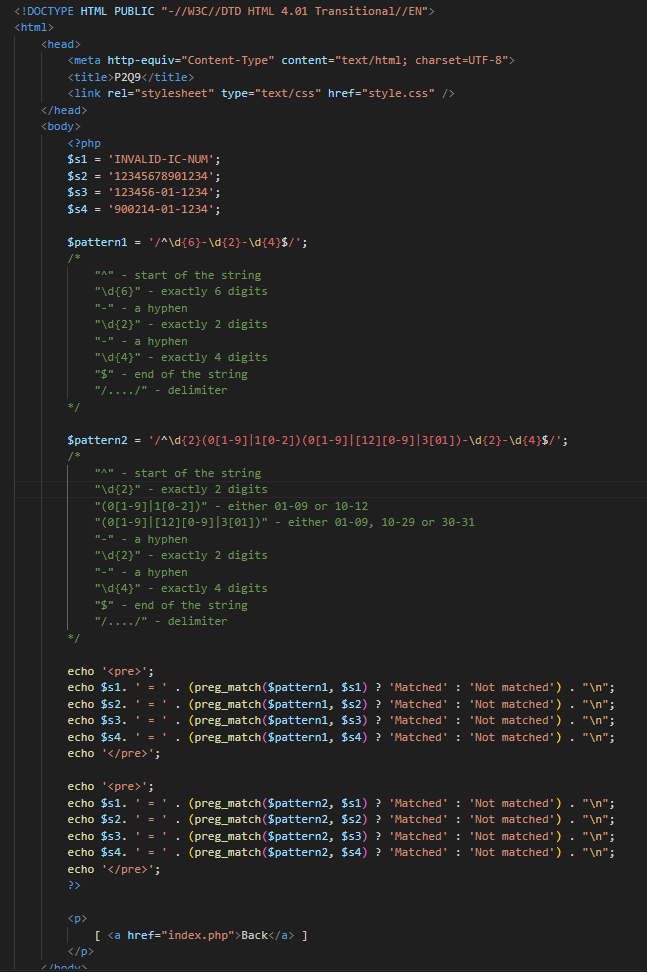 <!DOCTYPE HTML PUBLIC "-//W3C//DTD HTML 4.01 Transitional//EN">
<html>
    <head>
        <meta http-equiv="Content-Type" content="text/html; charset=UTF-8">
        <title>P2Q9</title>
        <link rel="stylesheet" type="text/css" href="style.css" />
    </head>
    <body>
        <?php
        $s1 = 'INVALID-IC-NUM';
        $s2 = '12345678901234';
        $s3 = '123456-01-1234';
        $s4 = '900214-01-1234';

        $pattern1 = '/^\d{6}-\d{2}-\d{4}$/';
        /*
            "^" - start of the string
            "\d{6}" - exactly 6 digits
            "-" - a hyphen
            "\d{2}" - exactly 2 digits
            "-" - a hyphen
            "\d{4}" - exactly 4 digits
            "$" - end of the string
            "/..../" - delimiter
        */

        $pattern2 = '/^\d{2}(0[1-9]|1[0-2])(0[1-9]|[12][0-9]|3[01])-\d{2}-\d{4}$/';
        /*
            "^" - start of the string
            "\d{2}" - exactly 2 digits
            "(0[1-9]|1[0-2])" - either 01-09 or 10-12
            "(0[1-9]|[12][0-9]|3[01])" - either 01-09, 10-29 or 30-31
            "-" - a hyphen
            "\d{2}" - exactly 2 digits
            "-" - a hyphen
            "\d{4}" - exactly 4 digits
            "$" - end of the string
            "/..../" - delimiter
        */

        echo '<pre>';
        echo $s1. ' = ' . (preg_match($pattern1, $s1) ? 'Matched' : 'Not matched') . "\n";
        echo $s2. ' = ' . (preg_match($pattern1, $s2) ? 'Matched' : 'Not matched') . "\n";
        echo $s3. ' = ' . (preg_match($pattern1, $s3) ? 'Matched' : 'Not matched') . "\n";
        echo $s4. ' = ' . (preg_match($pattern1, $s4) ? 'Matched' : 'Not matched') . "\n";
        echo '</pre>';

        echo '<pre>';
        echo $s1. ' = ' . (preg_match($pattern2, $s1) ? 'Matched' : 'Not matched') . "\n";
        echo $s2. ' = ' . (preg_match($pattern2, $s2) ? 'Matched' : 'Not matched') . "\n";
        echo $s3. ' = ' . (preg_match($pattern2, $s3) ? 'Matched' : 'Not matched') . "\n";
        echo $s4. ' = ' . (preg_match($pattern2, $s4) ? 'Matched' : 'Not matched') . "\n";
        echo '</pre>';
        ?>

        <p>
            [ <a href="index.php">Back</a> ]
        </p>
    </body>